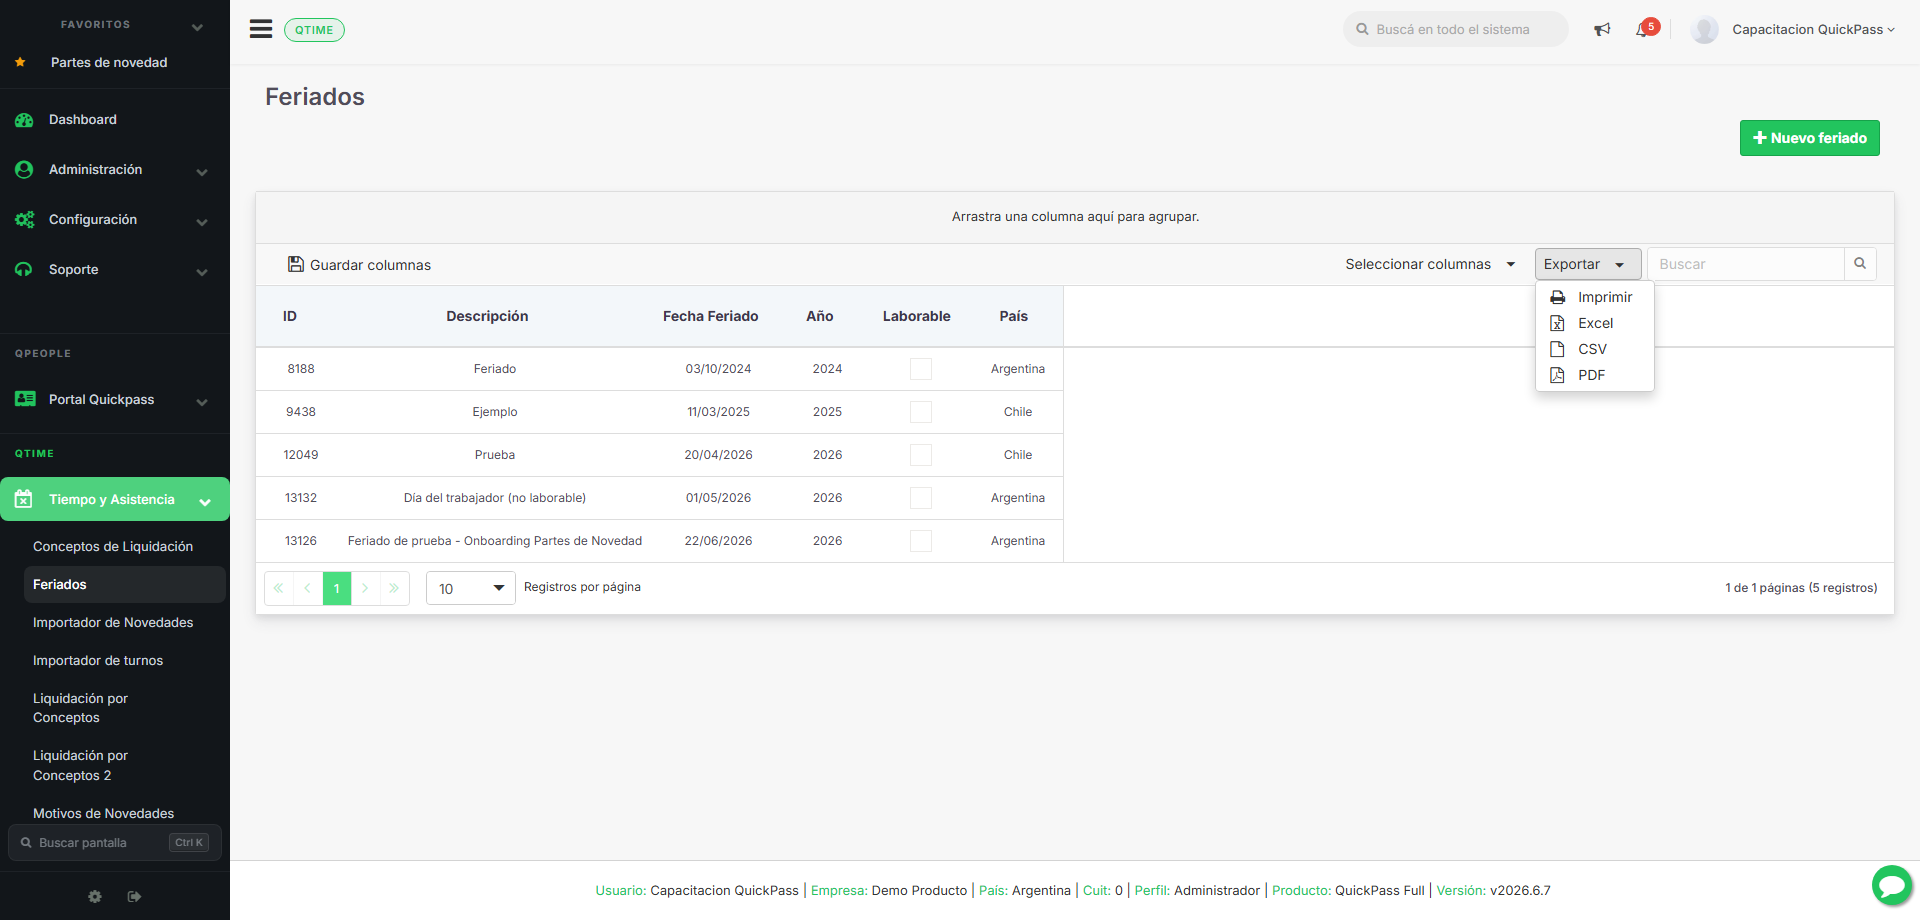 FAVORITOS
Partes de novedad
Dashboard
Administración
Configuración
Soporte
QPEOPLE
Portal Quickpass
QTIME
Tiempo y Asistencia
Conceptos de Liquidación
Feriados
Importador de Novedades
Importador de turnos
Liquidación por
Conceptos
Liquidación por
Conceptos 2
Motivos de Novedades
Buscar pantalla Ctrl K
QTIME
Buscá en todo el sistema
5
Capacitacion QuickPass
Feriados
Nuevo feriado
Arrastra una columna aquí para agrupar.
Guardar columnas
Seleccionar columnas
Exportar
Buscar
Imprimir
Excel
CSV
PDF
ID Descripción Fecha Feriado Año Laborable País
8188 Feriado 03/10/2024 2024 Argentina
9438 Ejemplo 11/03/2025 2025 Chile
12049 Prueba 20/04/2026 2026 Chile
13132 Día del trabajador (no laborable) 01/05/2026 2026 Argentina
13126 Feriado de prueba - Onboarding Partes de Novedad 22/06/2026 2026 Argentina
« ‹ 1 › » 10 Registros por página
1 de 1 páginas (5 registros)
Usuario: Capacitacion QuickPass | Empresa: Demo Producto | País: Argentina | Cuit: 0 | Perfil: Administrador | Producto: QuickPass Full | Versión: v2026.6.7